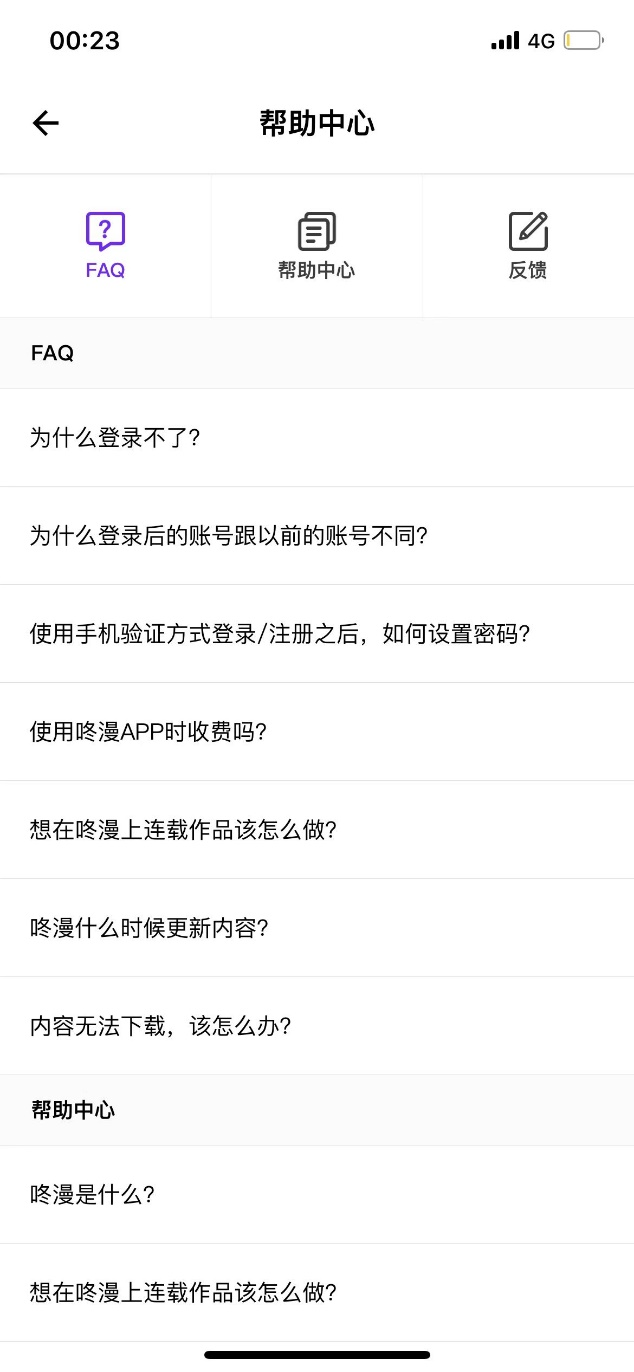 00:23
4G
帮助中心
FAQ
帮助中心
反馈
FAQ
为什么登录不了?
为什么登录后的账号跟以前的账号不同?
使用手机验证方式登录/注册之后，如何设置密码?
使用咚漫APP时收费吗?
想在咚漫上连载作品该怎么做?
咚漫什么时候更新内容?
内容无法下载，该怎么办?
帮助中心
咚漫是什么?
想在咚漫上连载作品该怎么做?